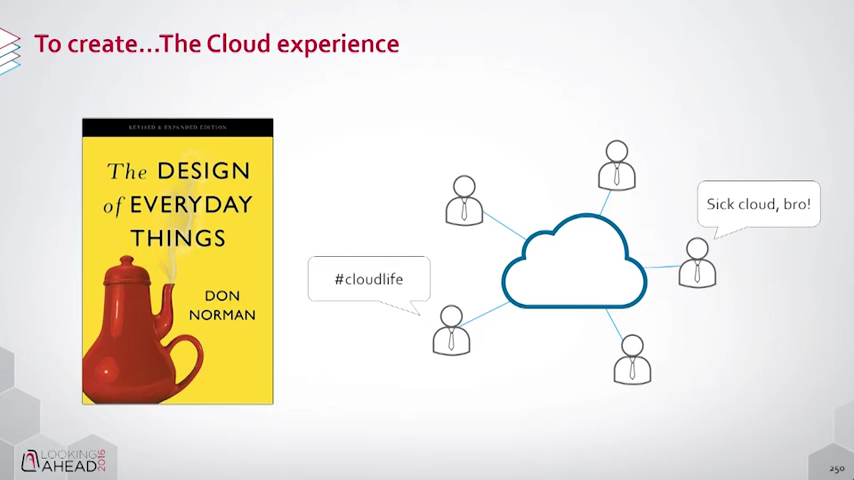 To create...The Cloud experience
REVISED & EXPANDED EDITION
The DESIGN
of EVERYDAY
THINGS
DON
NORMAN
Sick cloud, bro!
#cloudlife
LOOKING
AHEAD 2016
250